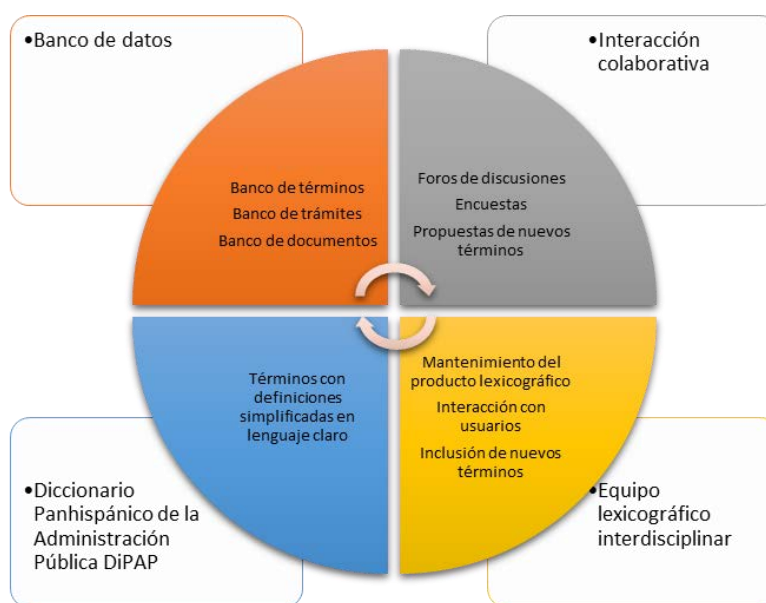 •Banco de datos
Banco de términos
Banco de trámites
Banco de documentos
•Interacción
colaborativa
Foros de discusiones
Encuestas
Propuestas de nuevos
términos
Términos con
definiciones
simplificadas en
lenguaje claro
•Diccionario
Panhispánico de la
Administración
Pública DiPAP
Mantenimiento del
producto lexicográfico
Interacción con
usuarios
Inclusión de nuevos
términos
•Equipo
lexicográfico
interdisciplinar